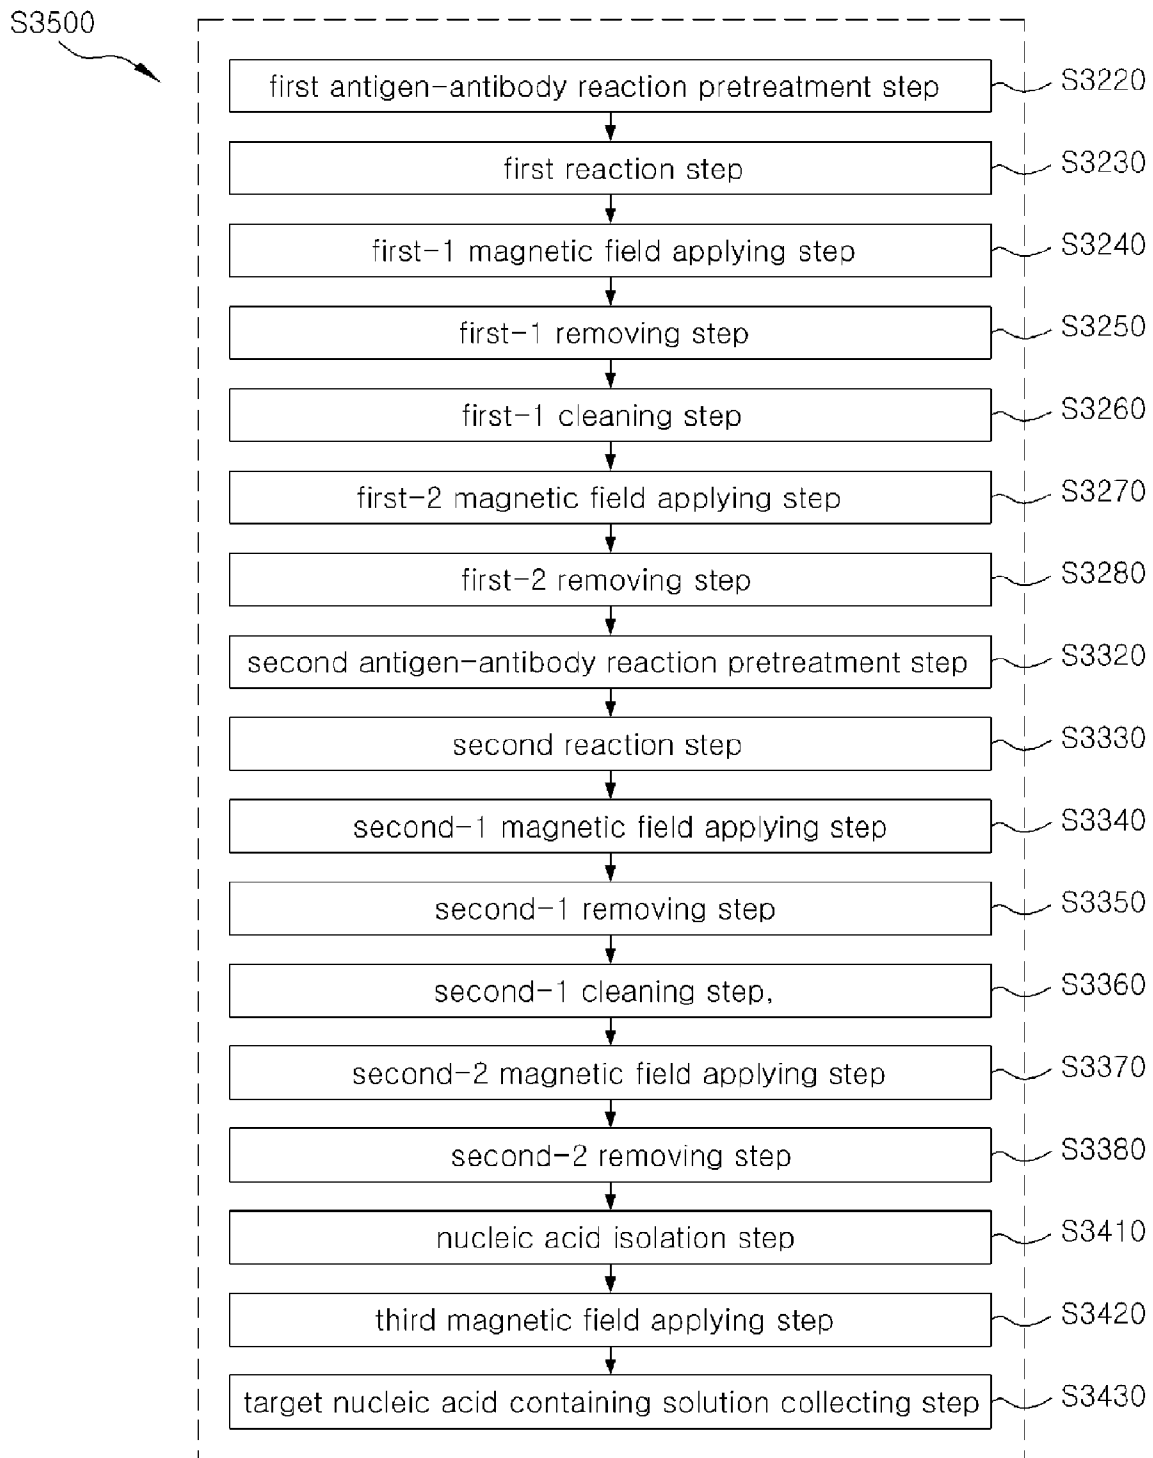 S3500
first antigen-antibody reaction pretreatment step S3220
first reaction step S3230
first-1 magnetic field applying step S3240
first-1 removing step S3250
first-1 cleaning step S3260
first-2 magnetic field applying step S3270
first-2 removing step S3280
second antigen-antibody reaction pretreatment step S3320
second reaction step S3330
second-1 magnetic field applying step S3340
second-1 removing step S3350
second-1 cleaning step, S3360
second-2 magnetic field applying step S3370
second-2 removing step S3380
nucleic acid isolation step S3410
third magnetic field applying step S3420
target nucleic acid containing solution collecting step S3430